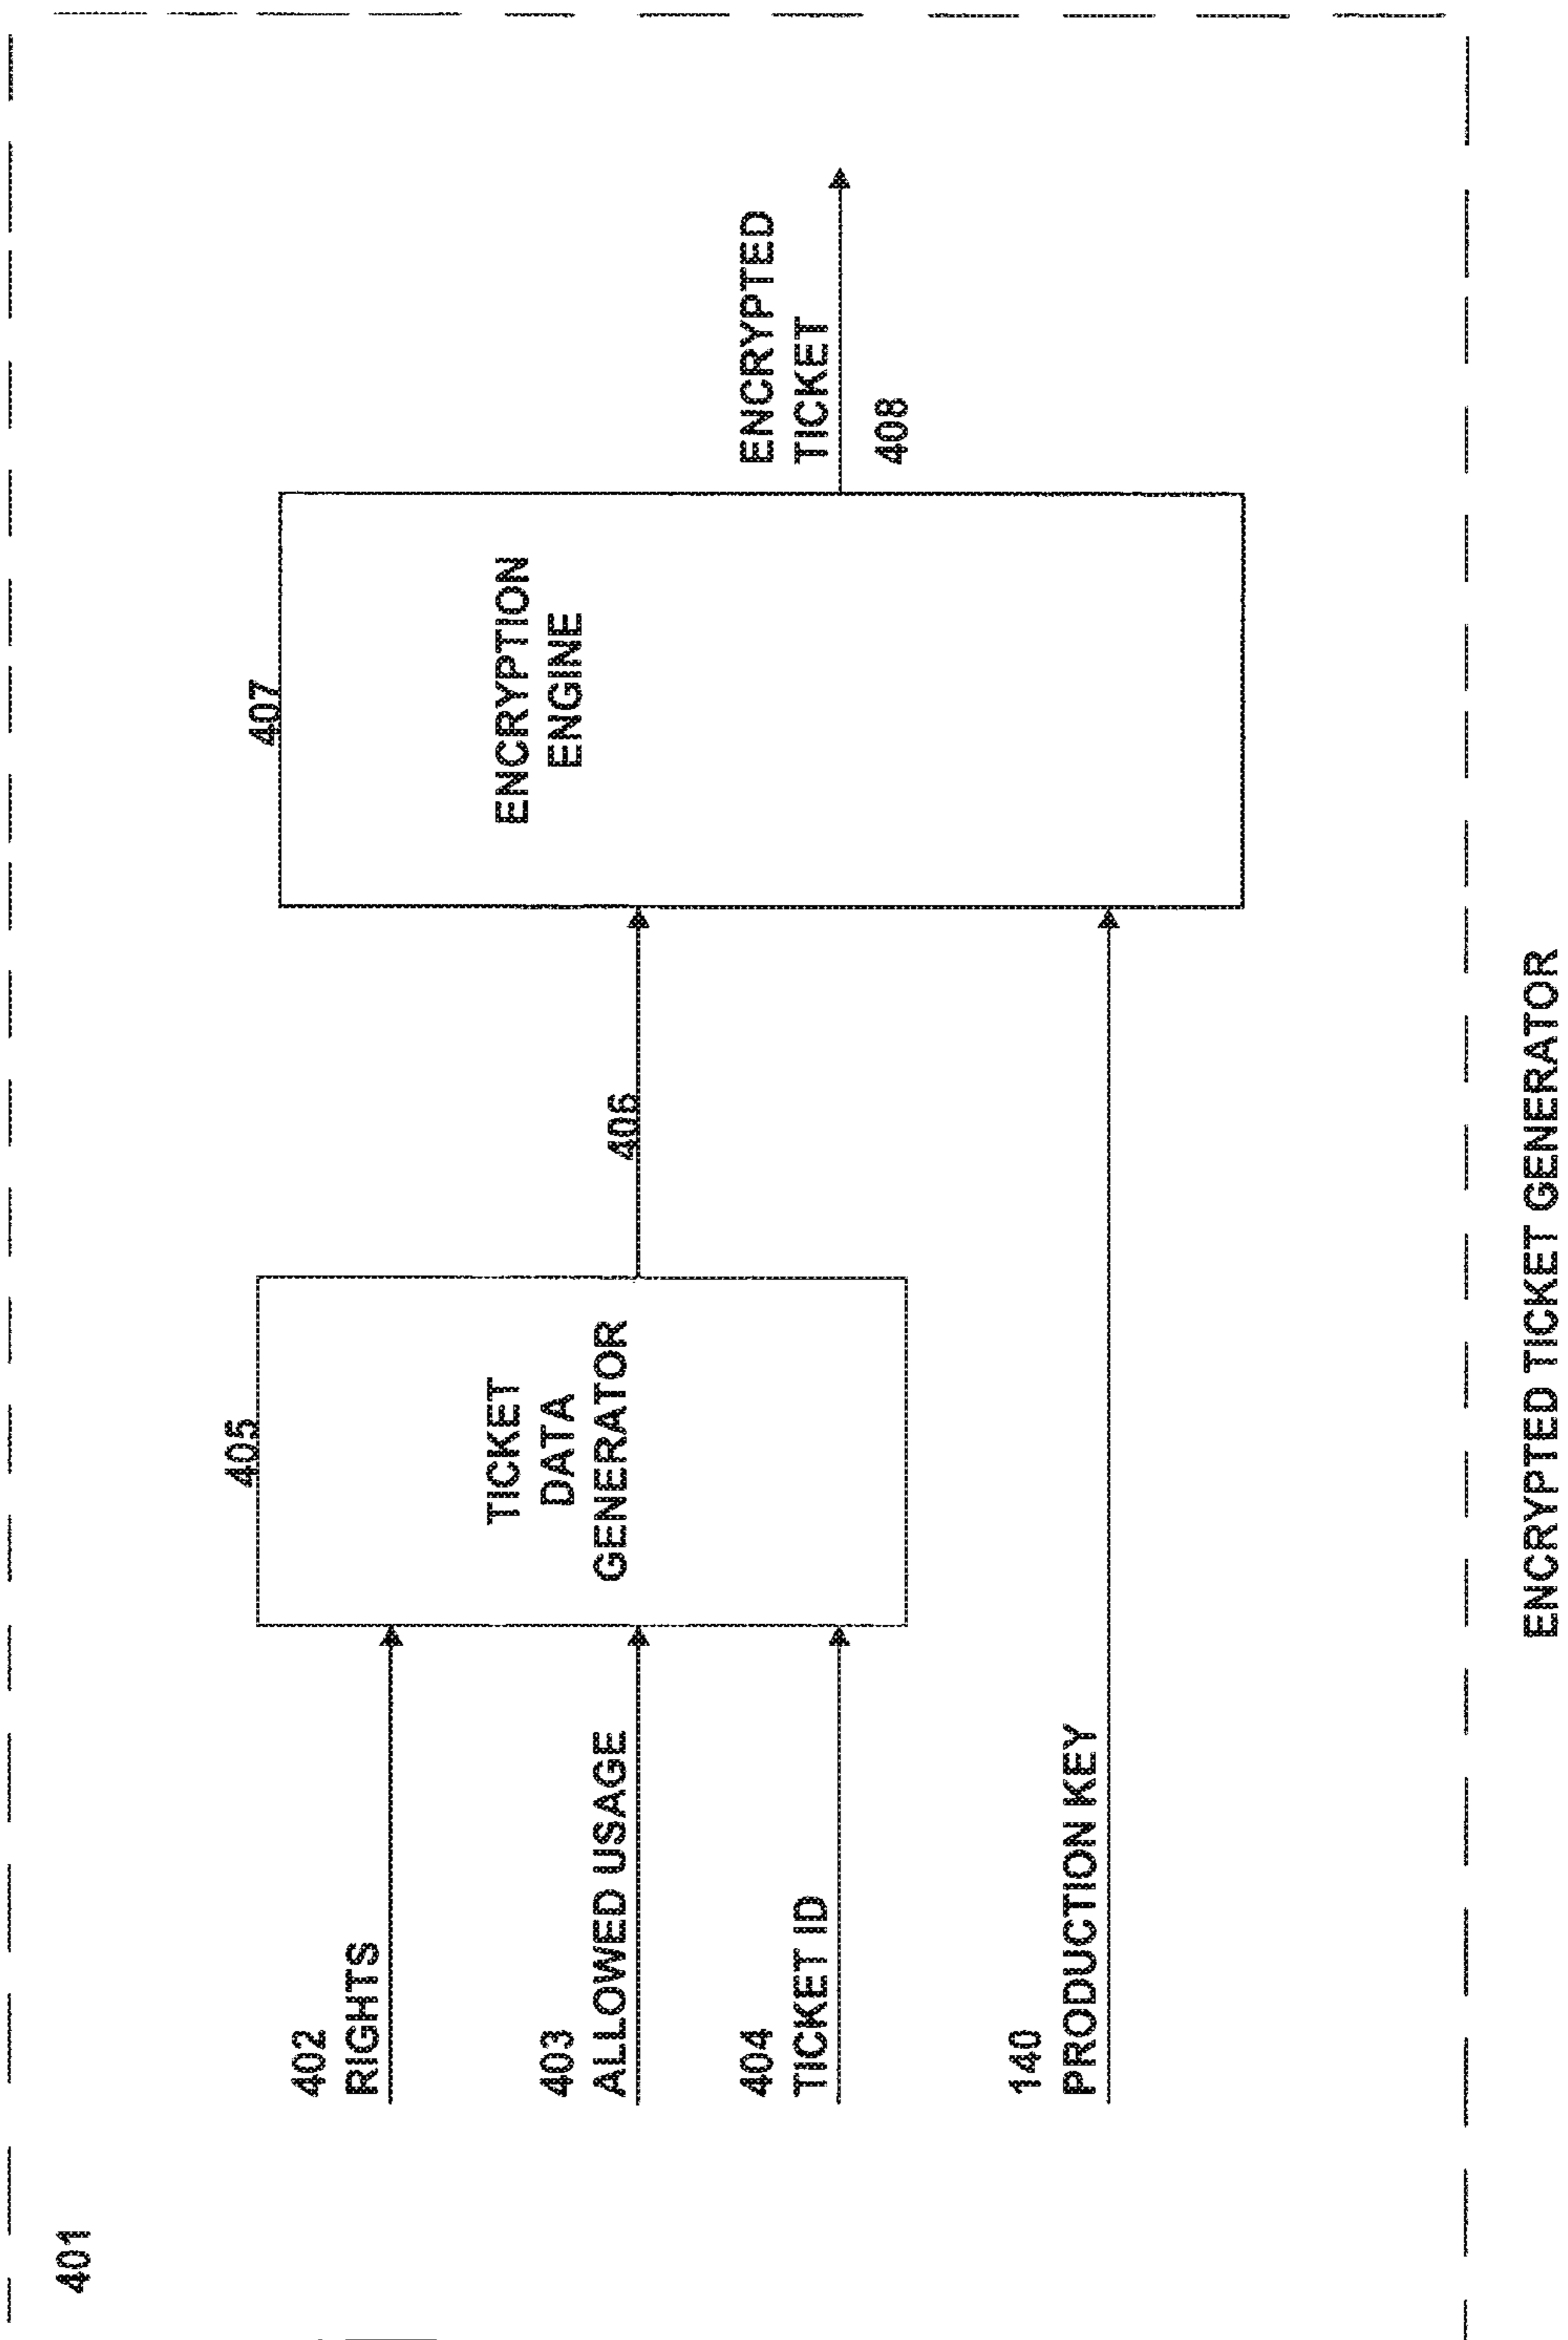 401
402
RIGHTS
403
ALLOWED USAGE
404
TICKET ID
140
PRODUCTION KEY
405
TICKET
DATA
GENERATOR
406
407
ENCRYPTION
ENGINE
ENCRYPTED
TICKET
408
ENCRYPTED TICKET GENERATOR